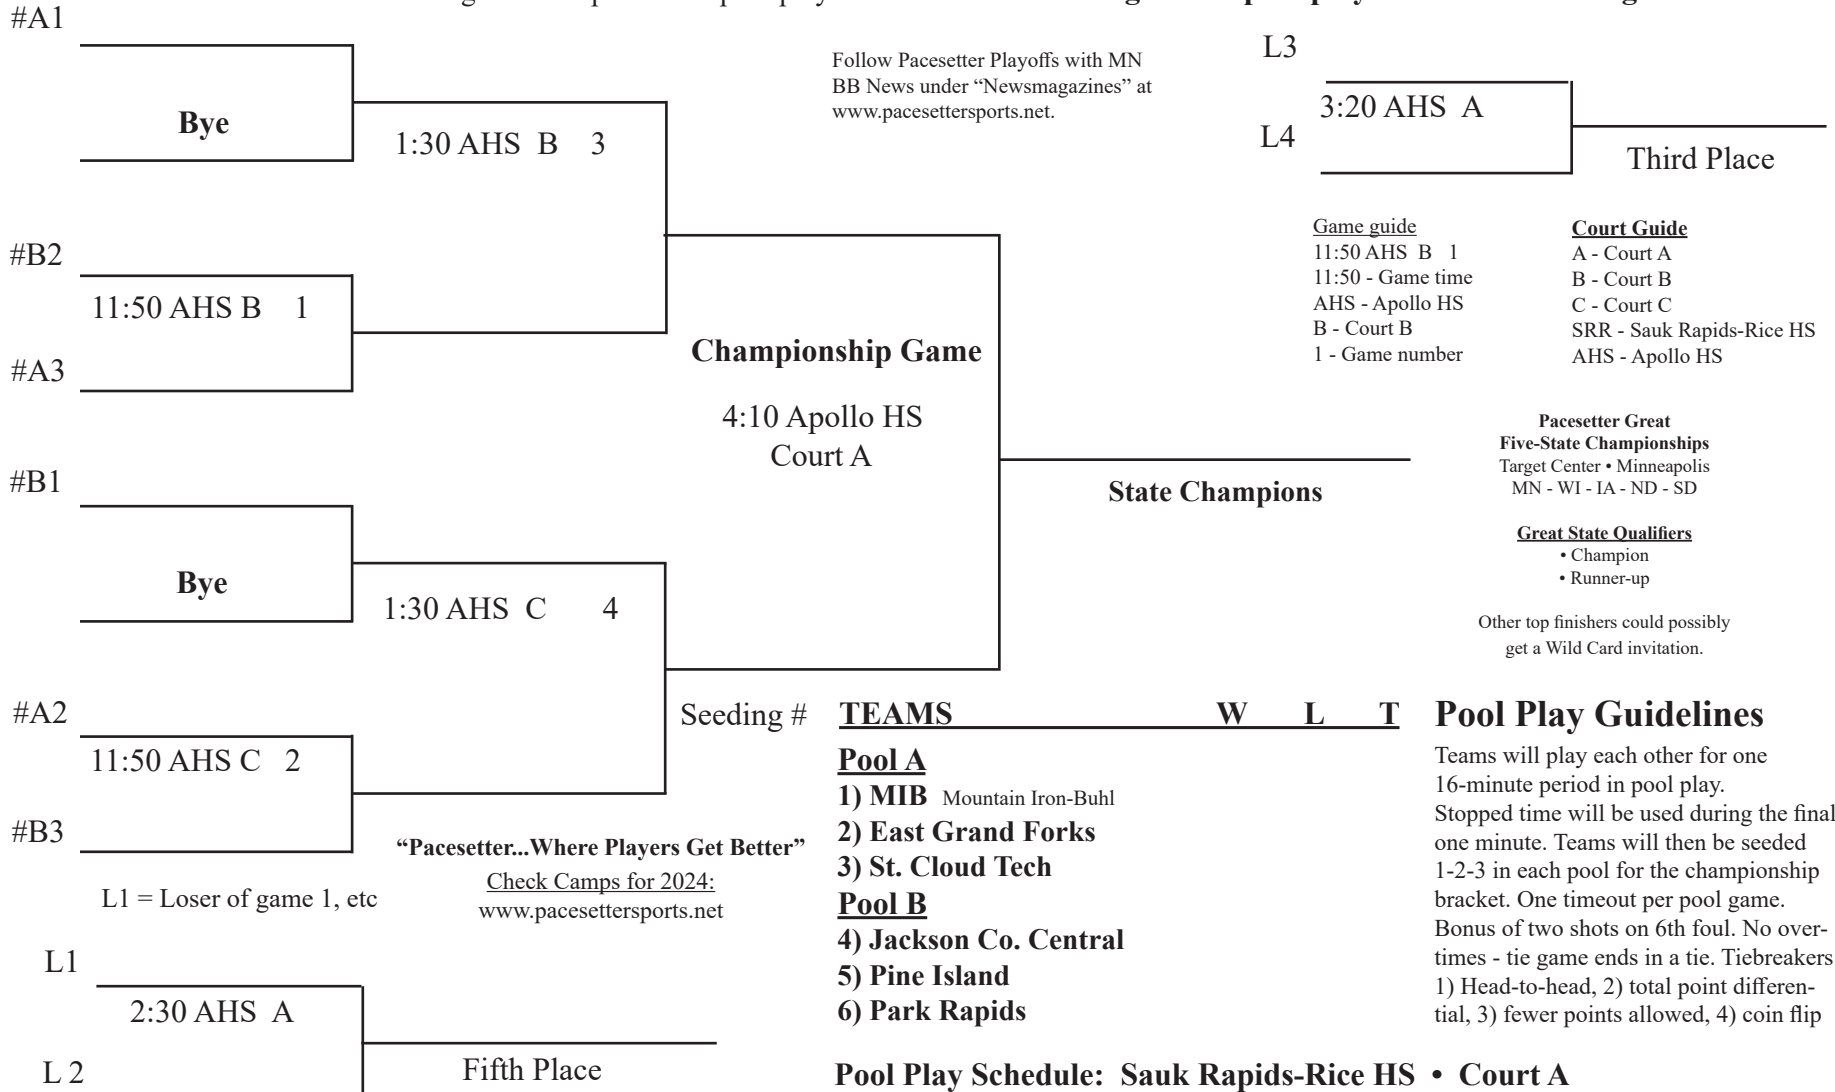 #A1
Bye
1:30 AHS B 3
#B2
11:50 AHS B 1
#A3
Follow Pacesetter Playoffs with MN
BB News under “Newsmagazines” at
www.pacesettersports.net.
L3
3:20 AHS A
L4
Third Place
Game guide
11:50 AHS B 1
11:50 - Game time
AHS - Apollo HS
B - Court B
1 - Game number
Court Guide
A - Court A
B - Court B
C - Court C
SRR - Sauk Rapids-Rice HS
AHS - Apollo HS
Championship Game
4:10 Apollo HS
Court A
State Champions
Pacesetter Great
Five-State Championships
Target Center • Minneapolis
MN - WI - IA - ND - SD
Great State Qualifiers
• Champion
• Runner-up
Other top finishers could possibly
get a Wild Card invitation.
#B1
Bye
1:30 AHS C 4
#A2
11:50 AHS C 2
#B3
L1 = Loser of game 1, etc
“Pacesetter...Where Players Get Better”
Check Camps for 2024:
www.pacesettersports.net
L1
2:30 AHS A
L 2
Fifth Place
Seeding # TEAMS W L T
Pool A
1) MIB Mountain Iron-Buhl
2) East Grand Forks
3) St. Cloud Tech
Pool B
4) Jackson Co. Central
5) Pine Island
6) Park Rapids
Pool Play Guidelines
Teams will play each other for one
16-minute period in pool play.
Stopped time will be used during the final
one minute. Teams will then be seeded
1-2-3 in each pool for the championship
bracket. One timeout per pool game.
Bonus of two shots on 6th foul. No over-
times - tie game ends in a tie. Tiebreakers
1) Head-to-head, 2) total point differen-
tial, 3) fewer points allowed, 4) coin flip
Pool Play Schedule: Sauk Rapids-Rice HS • Court A